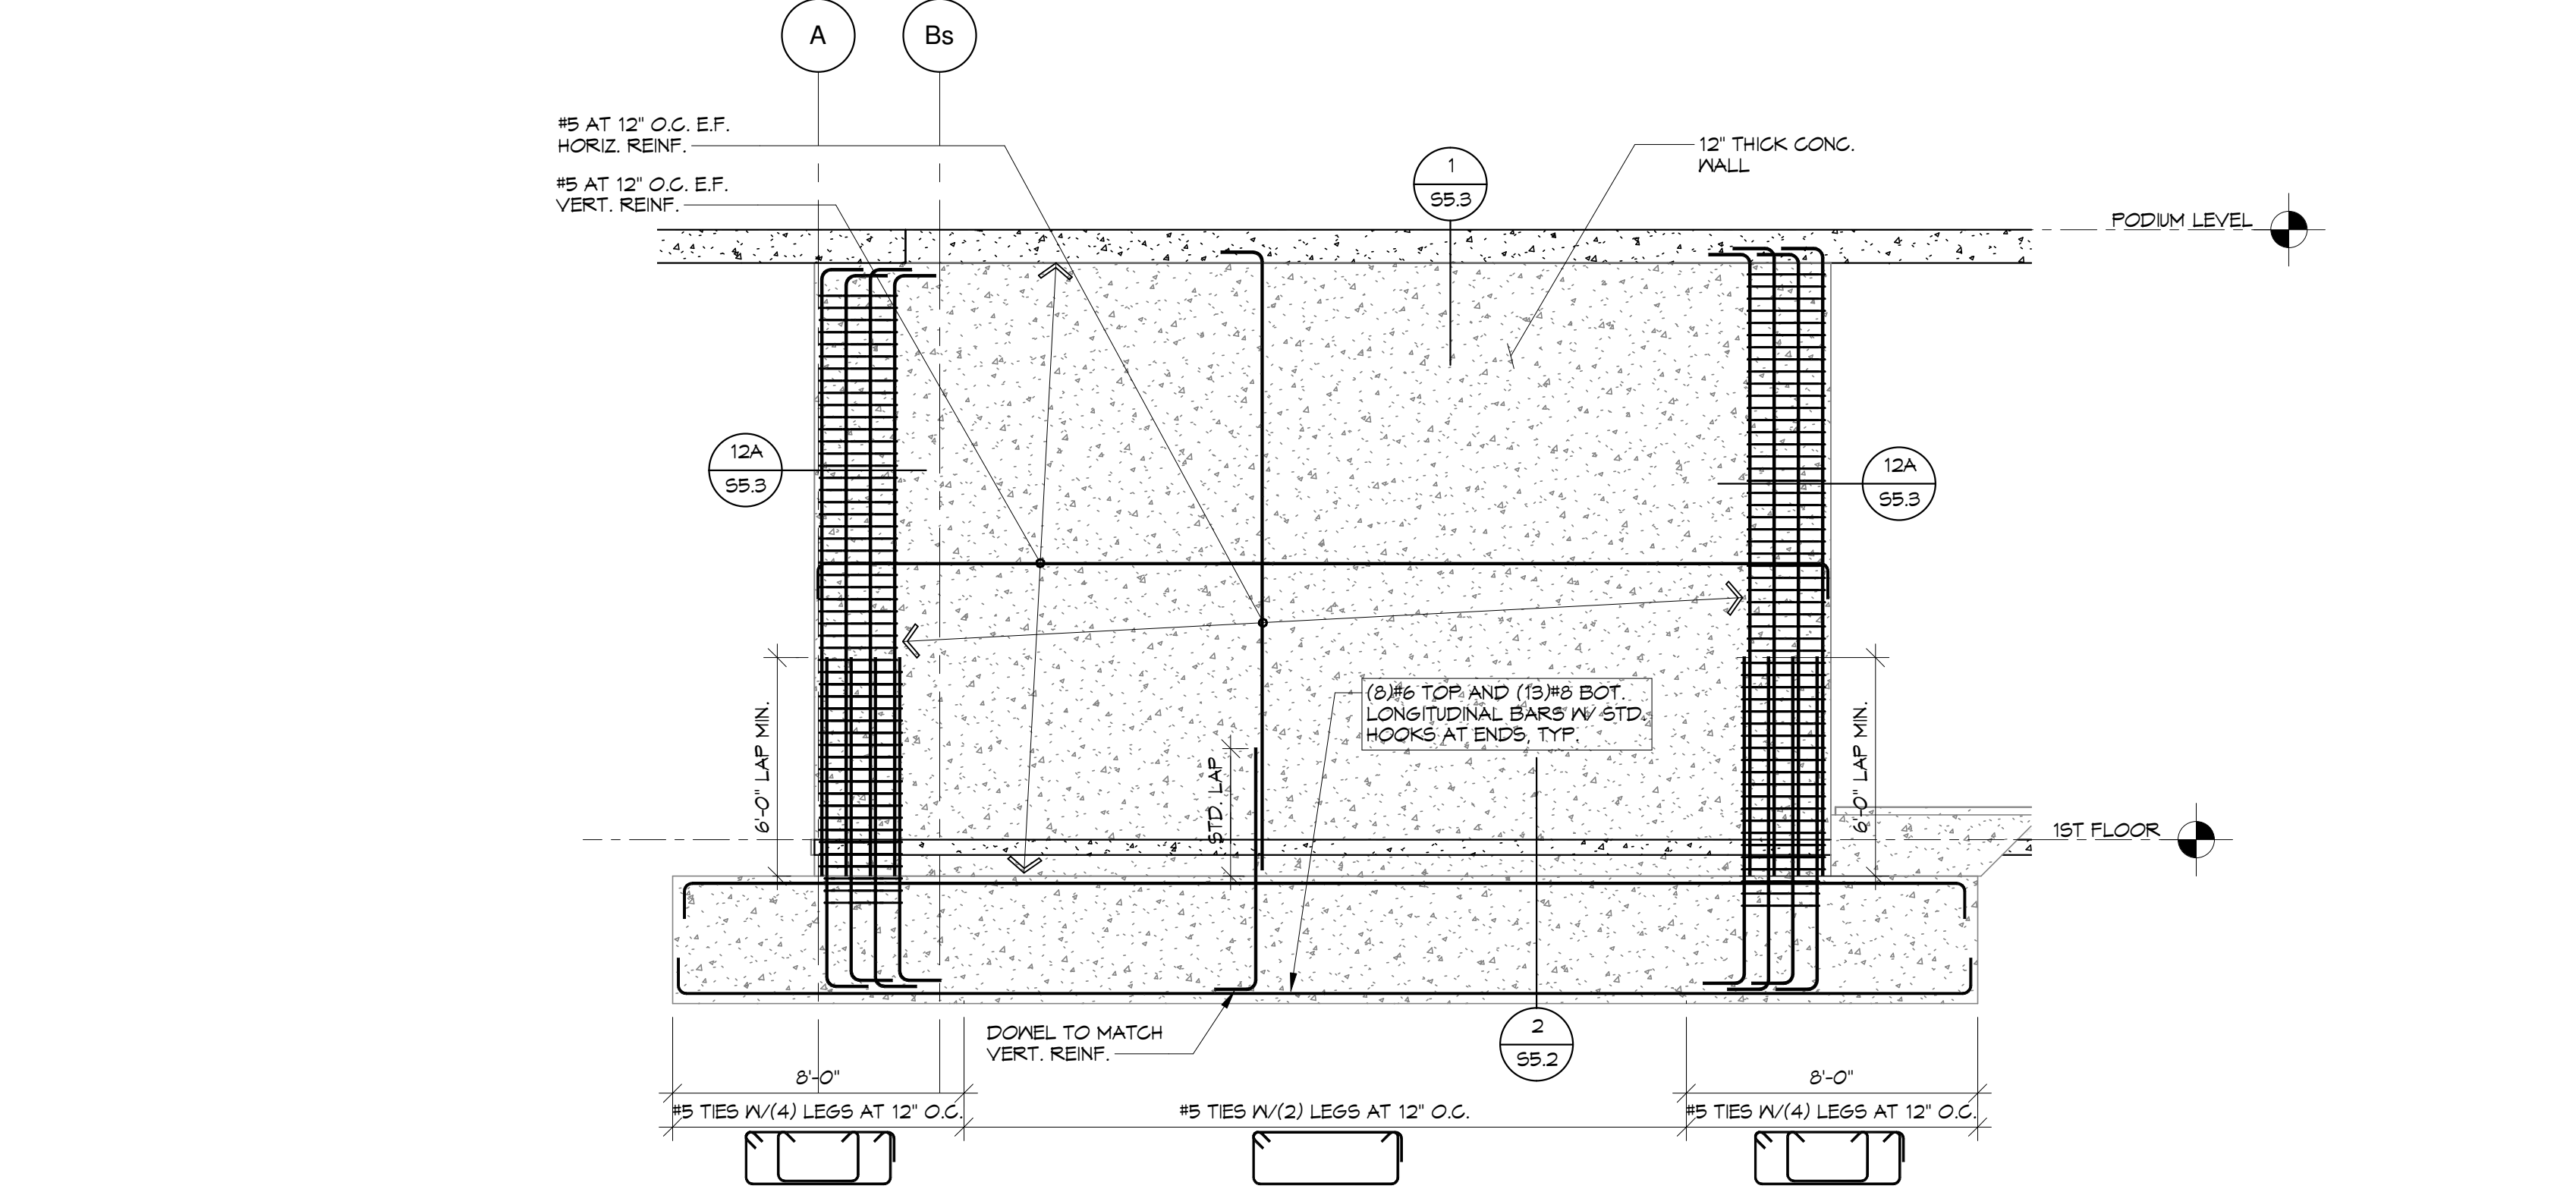 A
Bs
#5 AT 12" O.C. E.F.
HORIZ. REINF.
#5 AT 12" O.C. E.F.
VERT. REINF.
1
S5.3
12" THICK CONC.
WALL
PODIUM LEVEL
12A
S5.3
12A
S5.3
(8)#6 TOP AND (13)#8 BOT.
LONGITUDINAL BARS W/ STD.
HOOKS AT ENDS, TYP.
6'-0" LAP MIN.
STD. LAP
6'-0" LAP MIN.
1ST FLOOR
DOWEL TO MATCH
VERT. REINF.
2
S5.2
8'-0"
8'-0"
#5 TIES W/(4) LEGS AT 12" O.C.
#5 TIES W/(2) LEGS AT 12" O.C.
#5 TIES W/(4) LEGS AT 12" O.C.